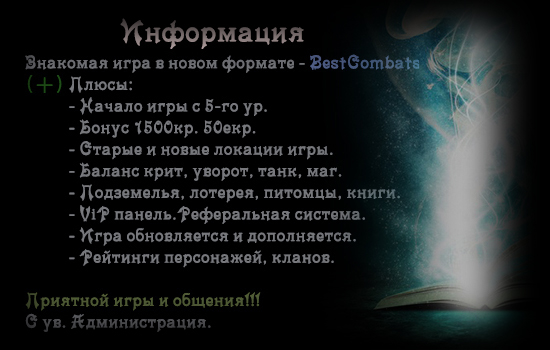 Информация
Знакомая игра в новом формате - BestCombats
(+) Плюсы:
- Начало игры с 5-го ур.
- Бонус 1500кр. 50екр.
- Старые и новые локации игры.
- Баланс крит, уворот, танк, маг.
- Подземелья, лотерея, питомцы, книги.
- ViP панель.Реферальная система.
- Игра обновляется и дополняется.
- Рейтинги персонажей, кланов.
Приятной игры и общения!!!
С ув. Администрация.